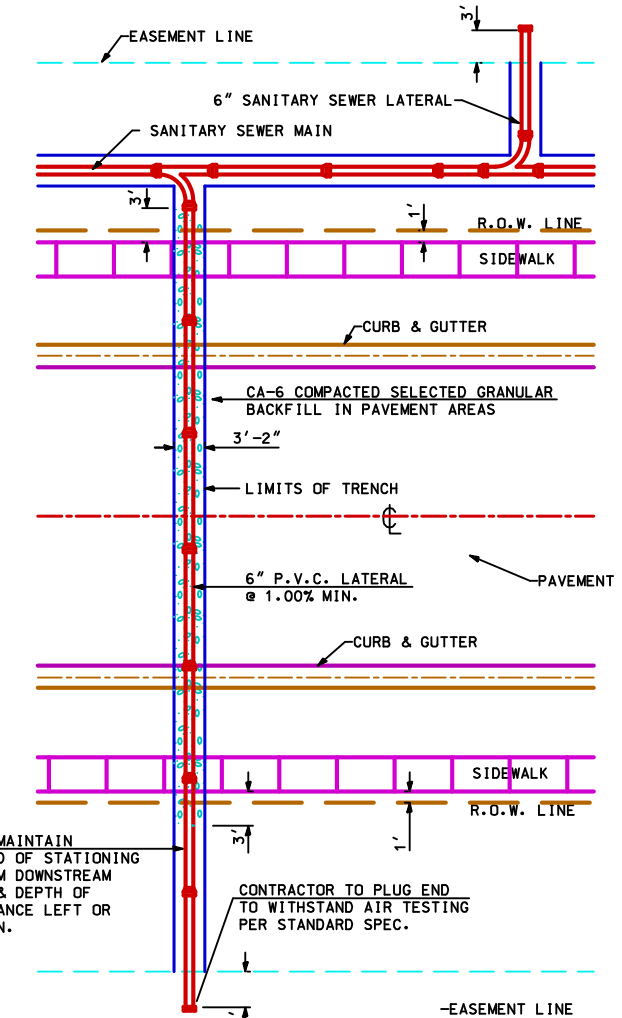 3'
EASEMENT LINE
6" SANITARY SEWER LATERAL
SANITARY SEWER MAIN
3'
1'
R.O.W. LINE
SIDEWALK
CURB & GUTTER
CA-6 COMPACTED SELECTED GRANULAR
BACKFILL IN PAVEMENT AREAS
3'-2"
LIMITS OF TRENCH
℄
6" P.V.C. LATERAL
@ 1.00% MIN.
PAVEMENT
CURB & GUTTER
SIDEWALK
R.O.W. LINE
3'
1'
MAINTAIN
OF STATIONING
DOWNSTREAM
& DEPTH OF
LEFT OR
CONTRACTOR TO PLUG END
TO WITHSTAND AIR TESTING
PER STANDARD SPEC.
EASEMENT LINE